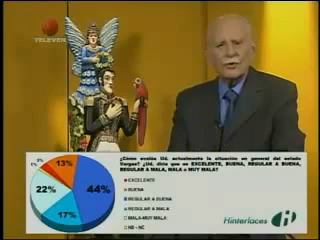 TELEVEN
¿Cómo evalúa Ud. actualmente la situación en general del estado
Vargas? ¿Ud. diría que es EXCELENTE, BUENA, REGULAR A BUENA,
REGULAR A MALA, MALA o MUY MALA?
13%
22%
44%
17%
EXCELENTE
BUENA
REGULAR A BUENA
REGULAR A MALA
MALA-MUY MALA
NS - NC
Hinterlaces